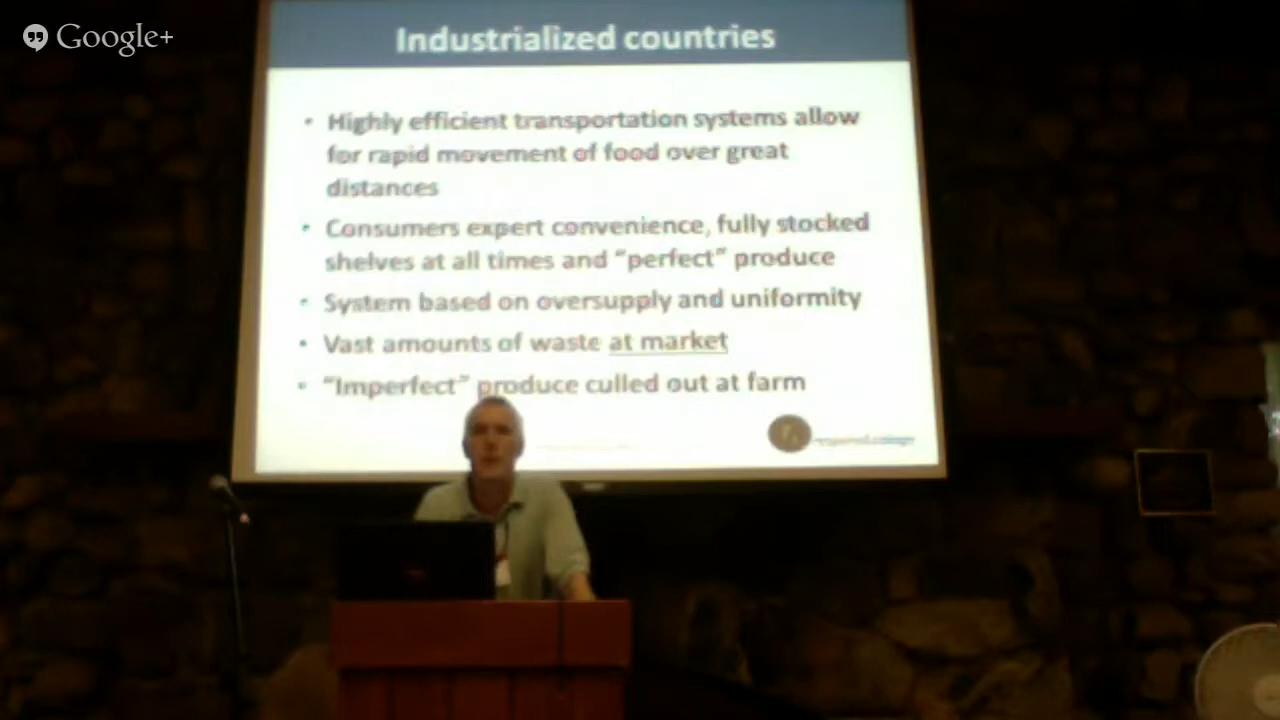 Google+
Industrialized countries
• Highly efficient transportation systems allow
for rapid movement of food over great
distances
• Consumers expert convenience, fully stocked
shelves at all times and “perfect” produce
• System based on oversupply and uniformity
• Vast amounts of waste at market
• “Imperfect” produce culled out at farm